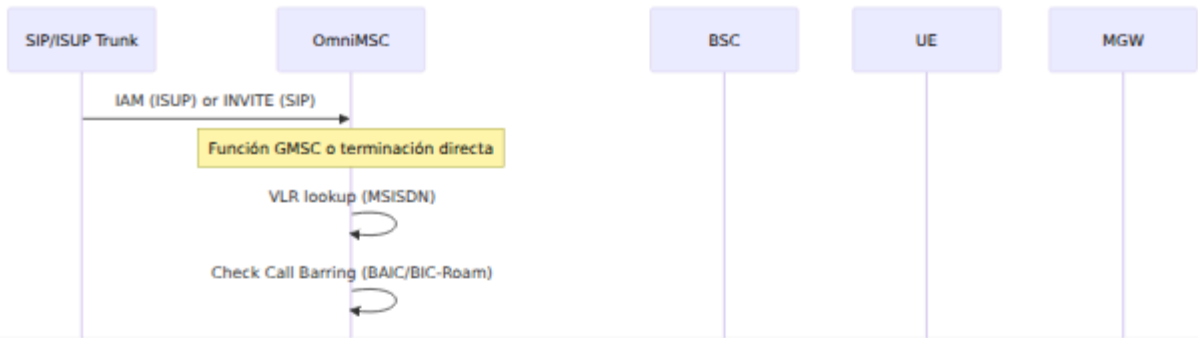 SIP/ISUP Trunk
OmniMSC
BSC
UE
MGW
IAM (ISUP) or INVITE (SIP)
Función GMSC o terminación directa
VLR lookup (MSISDN)
Check Call Barring (BAIC/BIC-Roam)